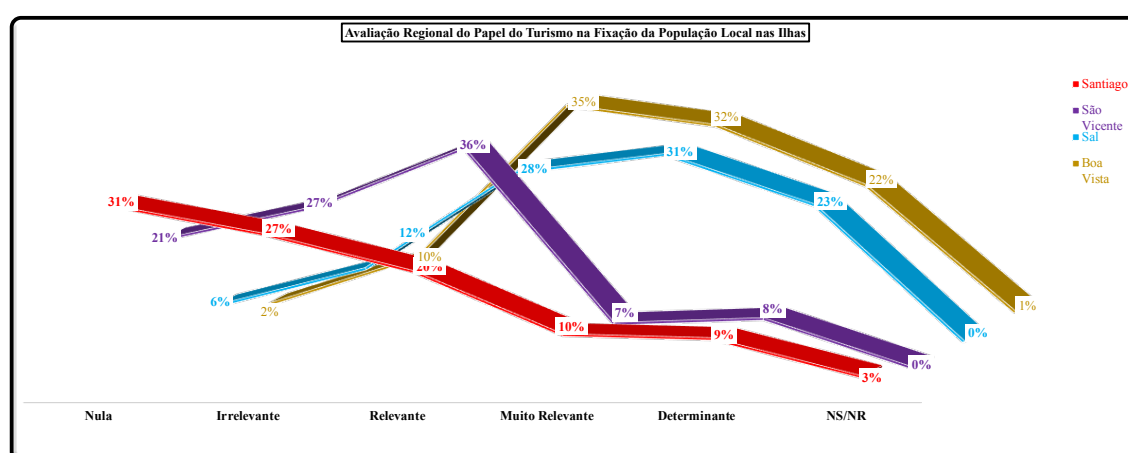 Avaliação Regional do Papel do Turismo na Fixação da População Local nas Ilhas
Santiago
São
Vicente
Sal
Boa
Vista
31%
27%
20%
10%
9%
3%
21%
27%
36%
7%
8%
0%
6%
12%
28%
31%
23%
0%
2%
10%
35%
32%
22%
1%
Nula
Irrelevante
Relevante
Muito Relevante
Determinante
NS/NR